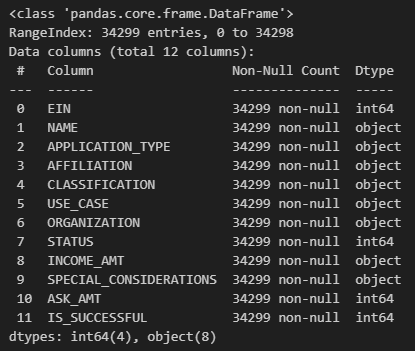 <class 'pandas.core.frame.DataFrame'>
RangeIndex: 34299 entries, 0 to 34298
Data columns (total 12 columns):
 #   Column                  Non-Null Count  Dtype
---  ------                  --------------  -----
 0   EIN                     34299 non-null  int64
 1   NAME                    34299 non-null  object
 2   APPLICATION_TYPE        34299 non-null  object
 3   AFFILIATION             34299 non-null  object
 4   CLASSIFICATION          34299 non-null  object
 5   USE_CASE                34299 non-null  object
 6   ORGANIZATION            34299 non-null  object
 7   STATUS                  34299 non-null  int64
 8   INCOME_AMT              34299 non-null  object
 9   SPECIAL_CONSIDERATIONS  34299 non-null  object
 10  ASK_AMT                 34299 non-null  int64
 11  IS_SUCCESSFUL           34299 non-null  int64
dtypes: int64(4), object(8)